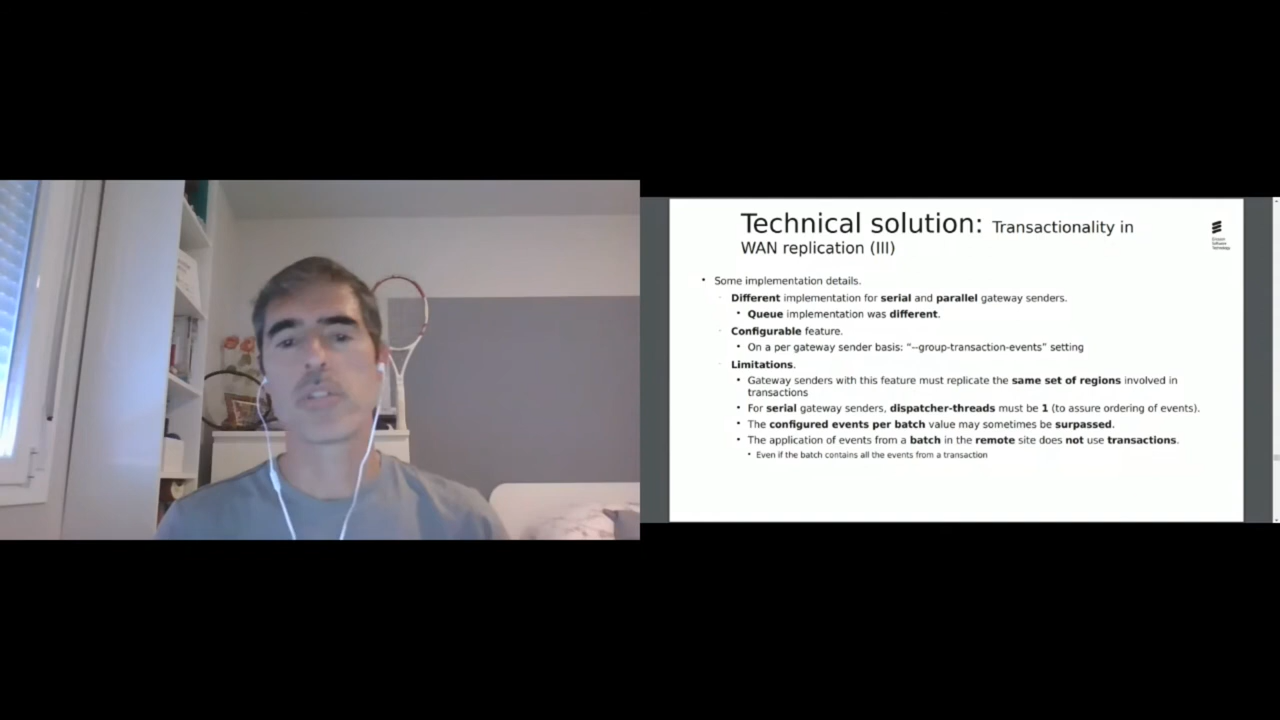 Technical solution: Transactionality in
WAN replication (III)
Ericsson
Software
Technology
• Some implementation details.
Different implementation for serial and parallel gateway senders.
• Queue implementation was different.
Configurable feature.
• On a per gateway sender basis: “--group-transaction-events” setting
Limitations.
• Gateway senders with this feature must replicate the same set of regions involved in
transactions
• For serial gateway senders, dispatcher-threads must be 1 (to assure ordering of events).
• The configured events per batch value may sometimes be surpassed.
• The application of events from a batch in the remote site does not use transactions.
• Even if the batch contains all the events from a transaction